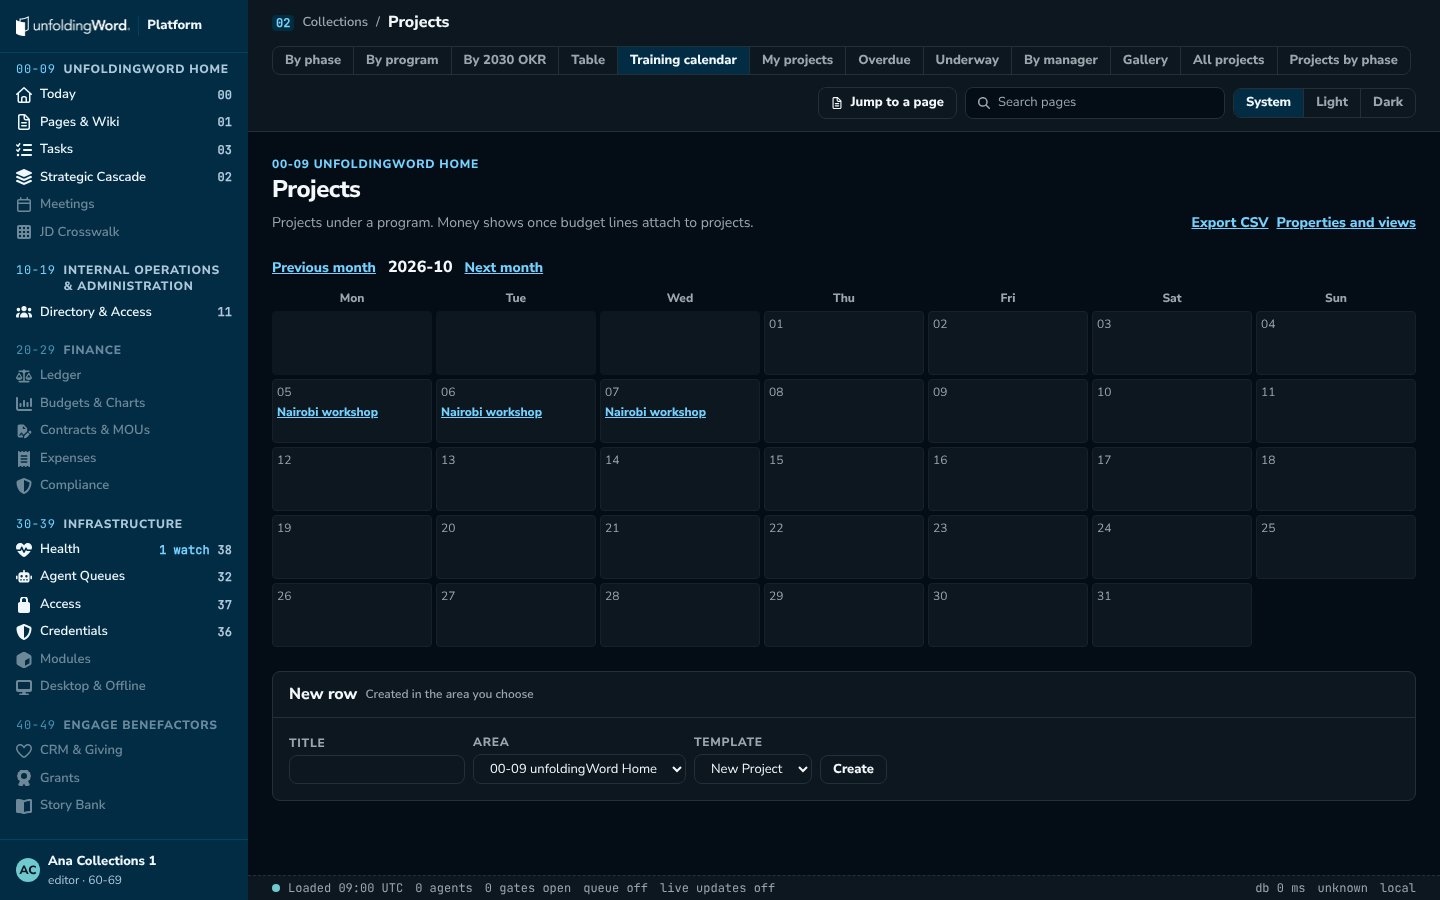 unfoldingWord® Platform
00-09 UNFOLDINGWORD HOME
Today 00
Pages & Wiki 01
Tasks 03
Strategic Cascade 02
Meetings
JD Crosswalk
10-19 INTERNAL OPERATIONS
& ADMINISTRATION
Directory & Access 11
20-29 FINANCE
Ledger
Budgets & Charts
Contracts & MOUs
Expenses
Compliance
30-39 INFRASTRUCTURE
Health 1 watch 38
Agent Queues 32
Access 37
Credentials 36
Modules
Desktop & Offline
40-49 ENGAGE BENEFACTORS
CRM & Giving
Grants
Story Bank
AC Ana Collections 1
editor · 60-69
02 Collections / Projects
By phase By program By 2030 OKR Table Training calendar My projects Overdue Underway By manager Gallery All projects Projects by phase
Jump to a page Search pages System Light Dark
00-09 UNFOLDINGWORD HOME
Projects
Projects under a program. Money shows once budget lines attach to projects. Export CSV Properties and views
Previous month 2026-10 Next month
Mon Tue Wed Thu Fri Sat Sun
01 02 03 04
05 06 07 08 09 10 11
Nairobi workshop Nairobi workshop Nairobi workshop
12 13 14 15 16 17 18
19 20 21 22 23 24 25
26 27 28 29 30 31
New row Created in the area you choose
TITLE AREA TEMPLATE
00-09 unfoldingWord Home New Project Create
Loaded 09:00 UTC 0 agents 0 gates open queue off live updates off db 0 ms unknown local